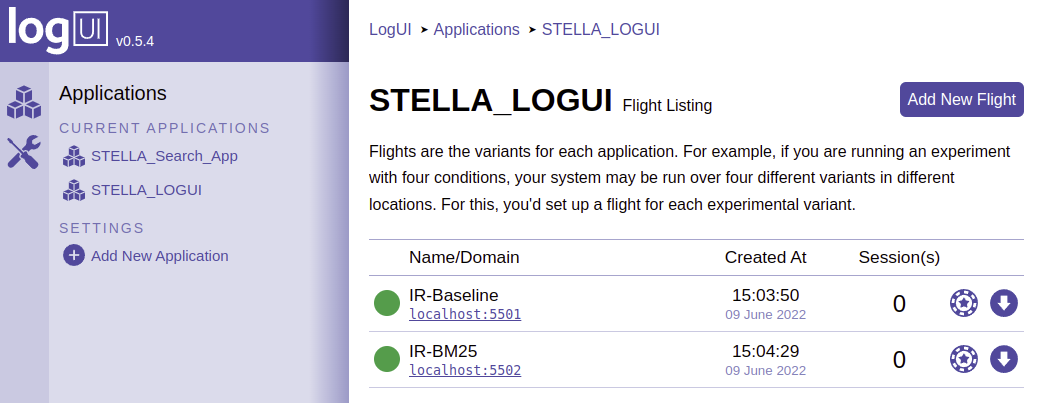 logUI v0.5.4
Applications
CURRENT APPLICATIONS
STELLA_Search_App
STELLA_LOGUI
SETTINGS
Add New Application
LogUI ➤ Applications ➤ STELLA_LOGUI
STELLA_LOGUI Flight Listing
Add New Flight
Flights are the variants for each application. For example, if you are running an experiment
with four conditions, your system may be run over four different variants in different
locations. For this, you'd set up a flight for each experimental variant.
Name/Domain Created At Session(s)
IR-Baseline 15:03:50 0
localhost:5501 09 June 2022
IR-BM25 15:04:29 0
localhost:5502 09 June 2022